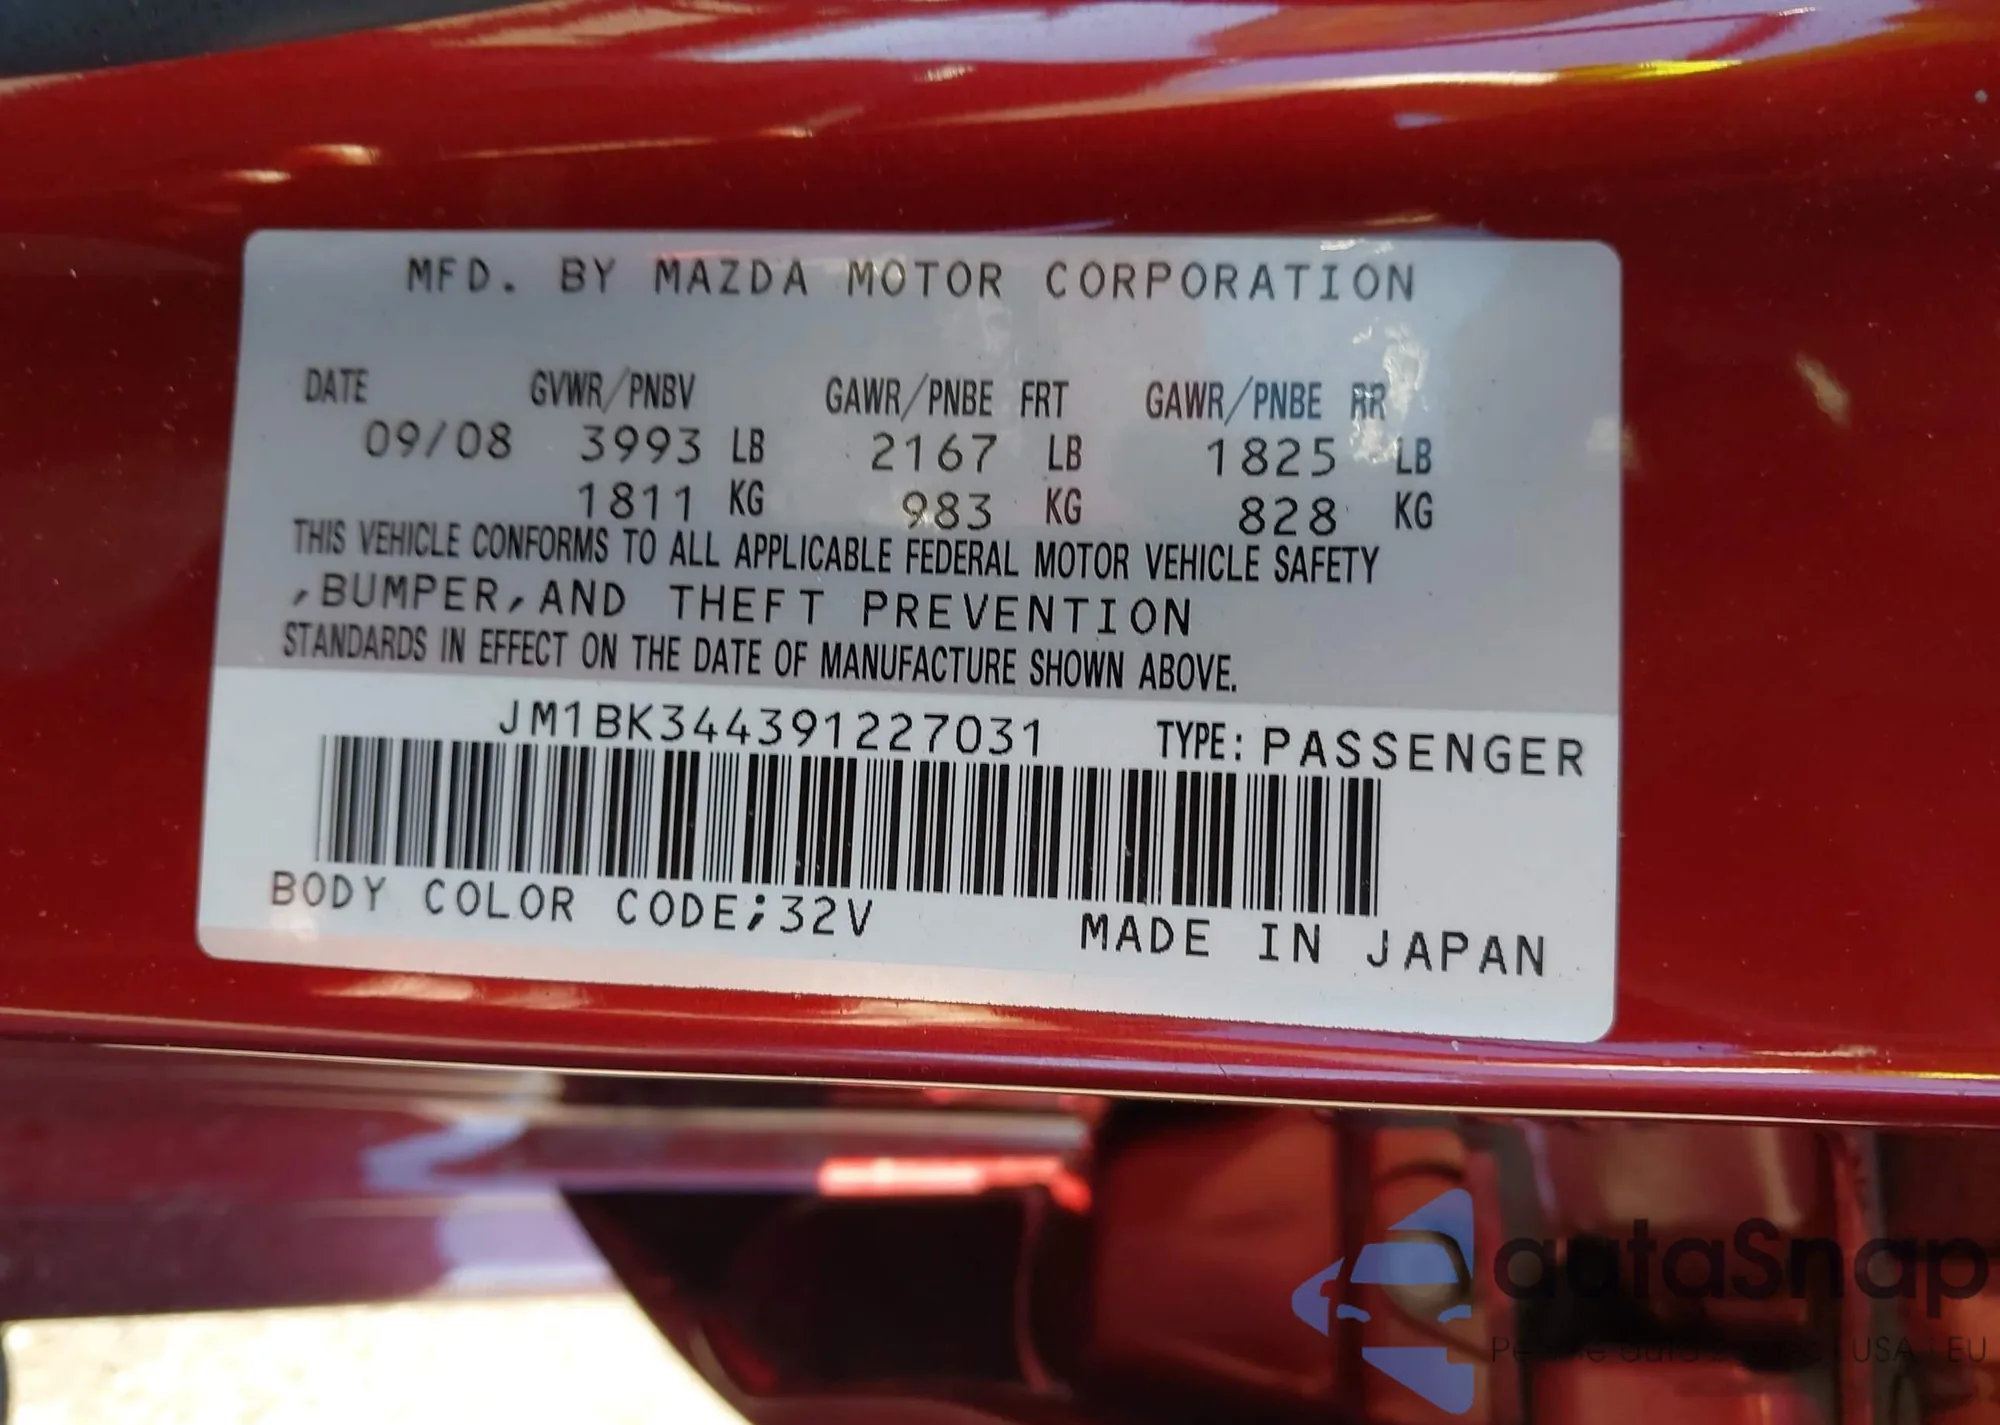 MFD. BY MAZDA MOTOR CORPORATION
DATE GVWR/PNBV GAWR/PNBE FRT GAWR/PNBE RR
09/08 3993 LB 2167 LB 1825 LB
1811 KG 983 KG 828 KG
THIS VEHICLE CONFORMS TO ALL APPLICABLE FEDERAL MOTOR VEHICLE SAFETY
,BUMPER,AND THEFT PREVENTION
STANDARDS IN EFFECT ON THE DATE OF MANUFACTURE SHOWN ABOVE.
JM1BK344391227031 TYPE: PASSENGER
BODY COLOR CODE;32V MADE IN JAPAN
autaSnap
USA i EU